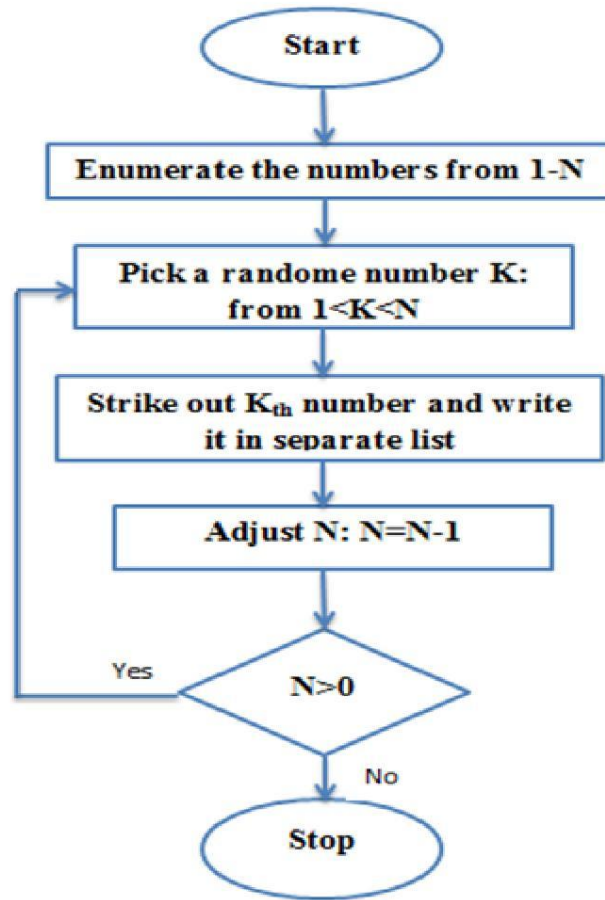 Start
Enumerate the numbers from 1-N
Pick a randome number K:
from 1<K<N
Strike out Kth number and write
it in separate list
Adjust N: N=N-1
Yes
N>0
No
Stop